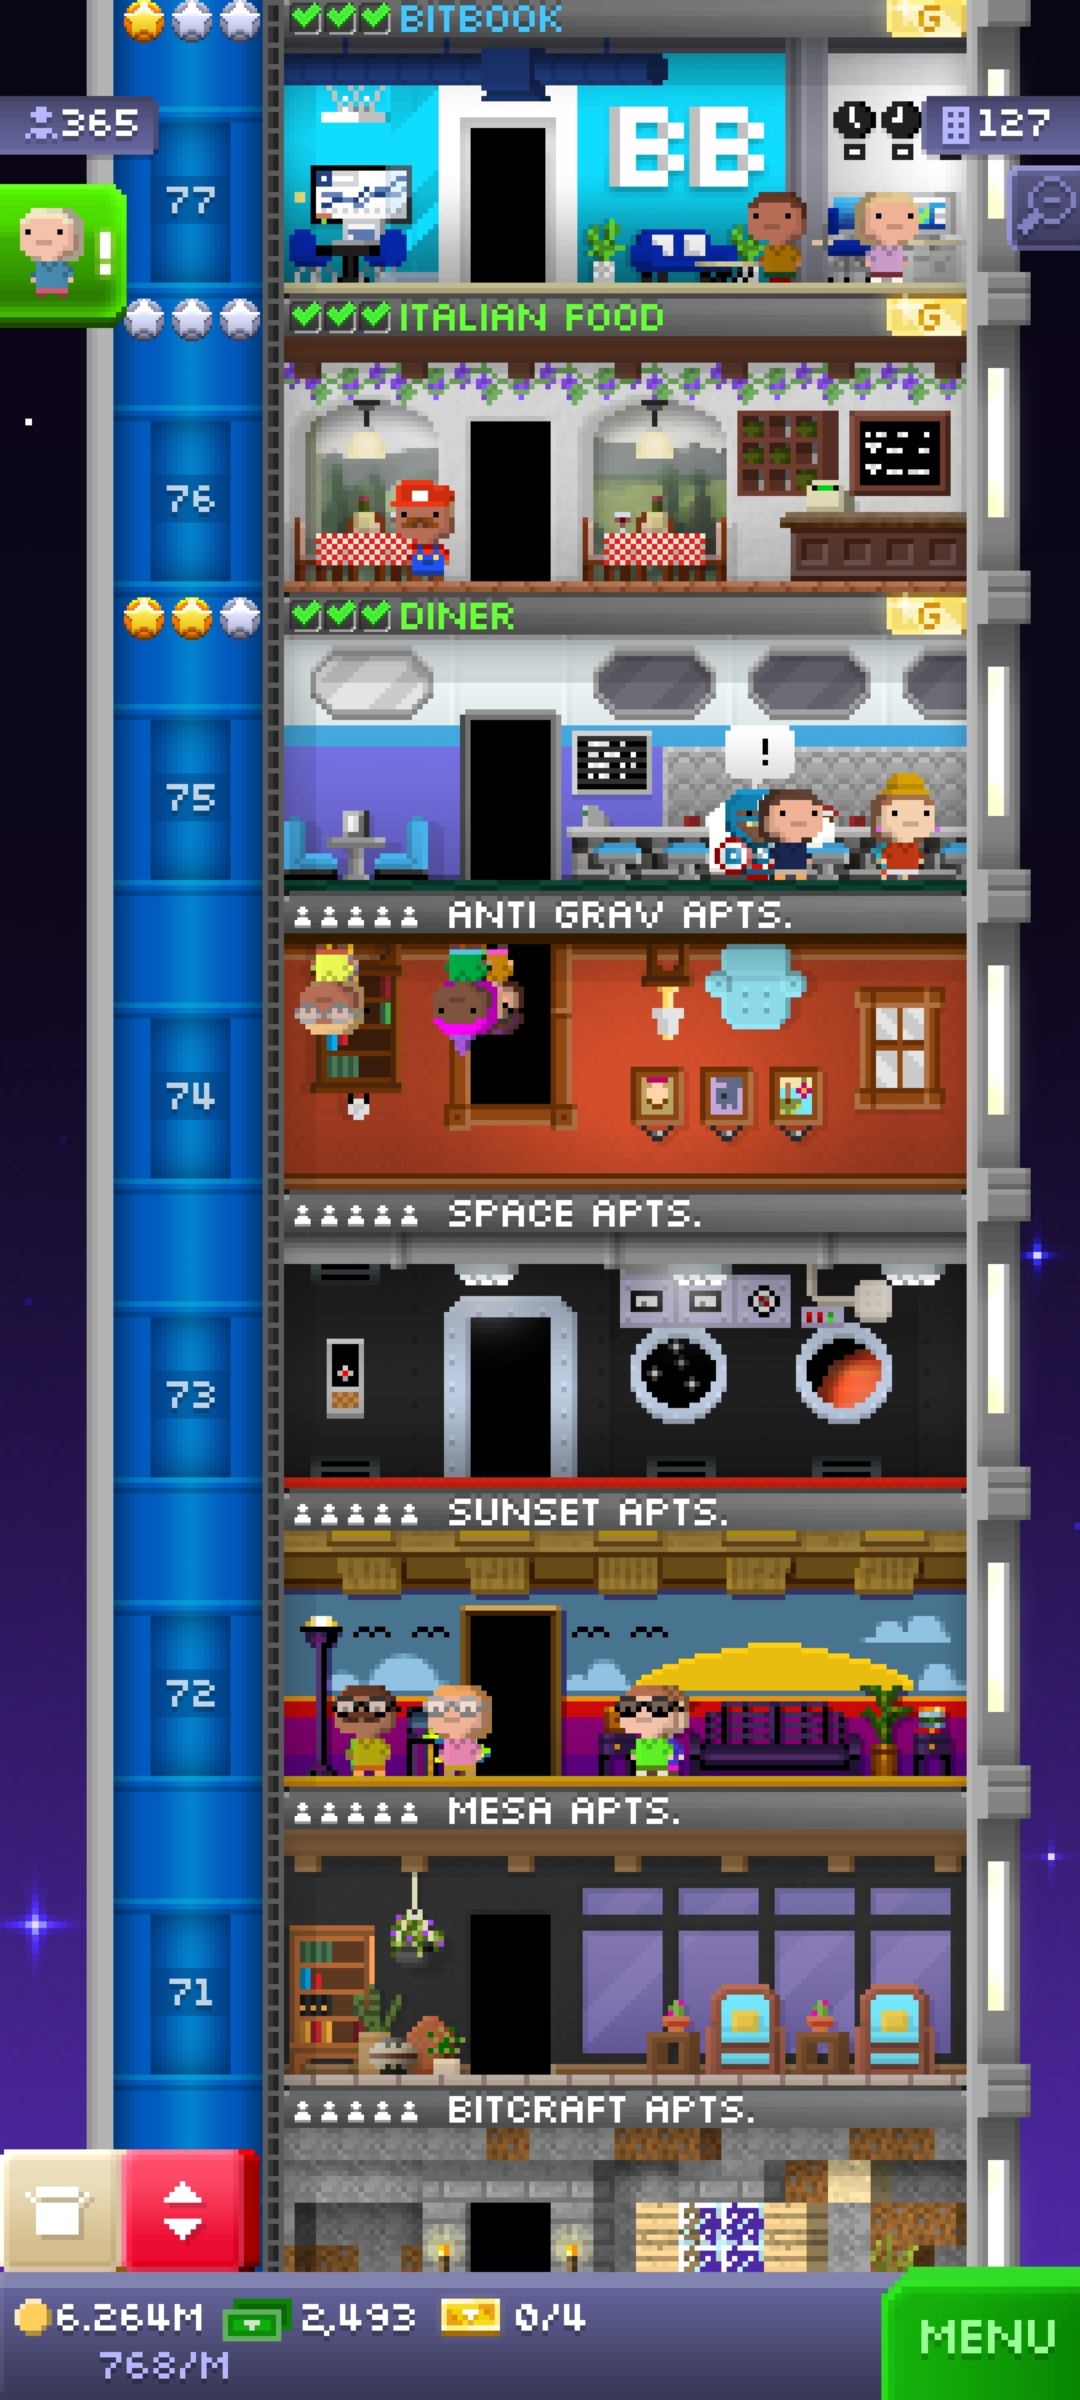 BITBOOK
G
365
127
BB
77
!
ITALIAN FOOD
G
76
DINER
G
!
75
ANTI GRAV APTS.
74
SPACE APTS.
73
SUNSET APTS.
72
MESA APTS.
71
BITCRAFT APTS.
6.264M
2,493
0/4
768/M
MENU